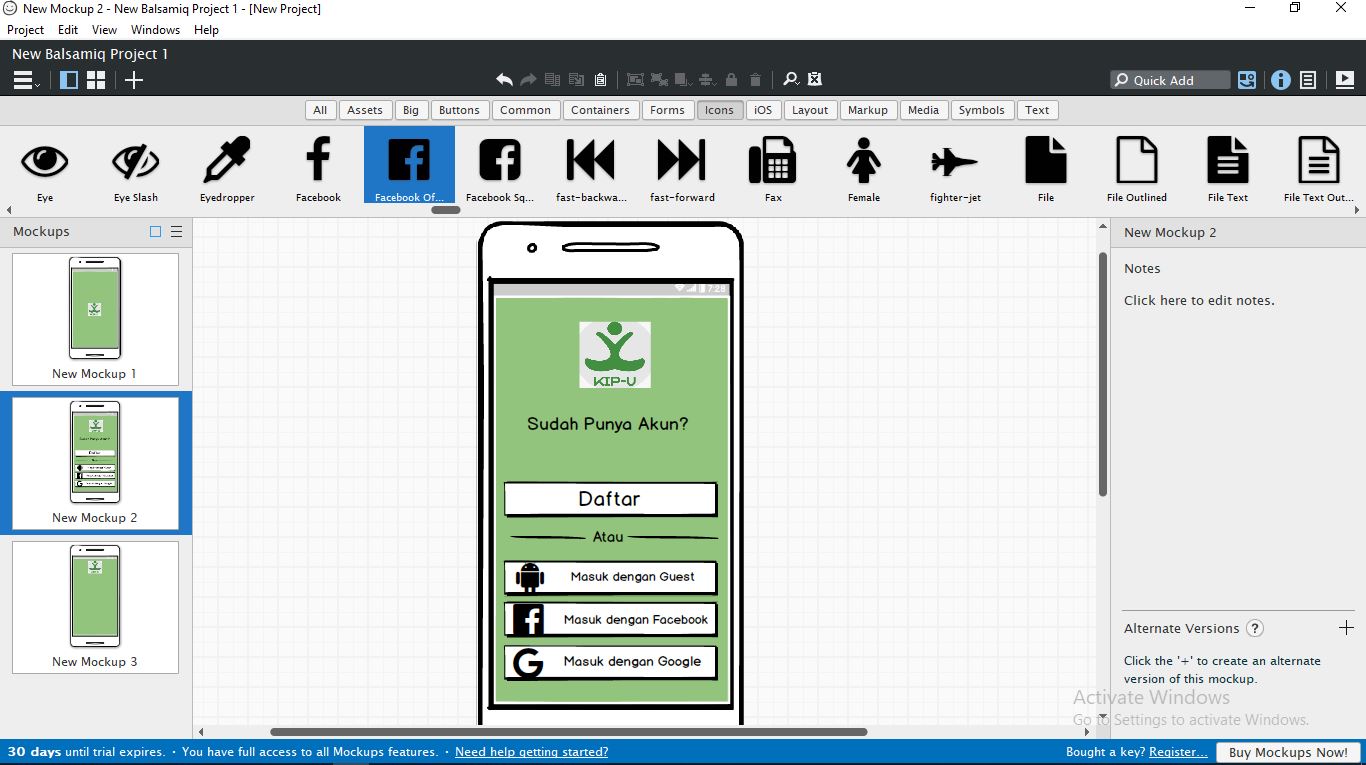 New Mockup 2 - New Balsamiq Project 1 - [New Project]
Project Edit View Windows Help
New Balsamiq Project 1
Quick Add
All Assets Big Buttons Common Containers Forms Icons iOS Layout Markup Media Symbols Text
Eye Eye Slash Eyedropper Facebook Facebook Of... Facebook Sq... fast-backwa... fast-forward Fax Female fighter-jet File File Outlined File Text File Text Out...
Mockups
New Mockup 1
New Mockup 2
New Mockup 3
7:28
KIP-U
Sudah Punya Akun?
Daftar
Atau
Masuk dengan Guest
Masuk dengan Facebook
Masuk dengan Google
New Mockup 2
Notes
Click here to edit notes.
Alternate Versions ?
Click the '+' to create an alternate
version of this mockup.
Activate Windows
Go to Settings to activate Windows.
30 days until trial expires. · You have full access to all Mockups features. · Need help getting started?
Bought a key? Register... Buy Mockups Now!